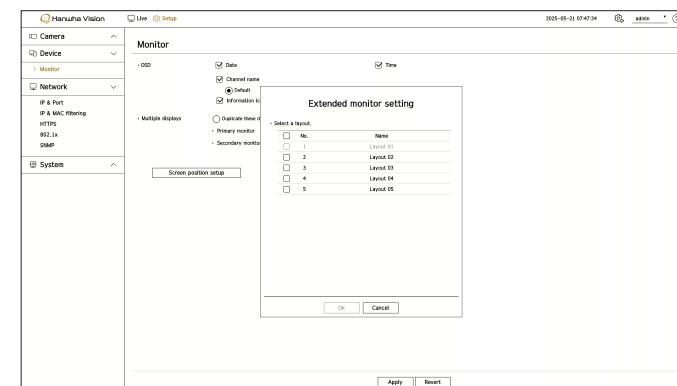 Hanwha Vision
Live Setup 2025-05-21 07:47:34 admin
Camera
Device
Monitor
Network
IP & Port
IP & MAC filtering
HTTPS
802.1x
SNMP
System
Monitor
OSD Date Time
Channel name
Default
Information ic
Multiple displays Duplicate these d
Primary monitor
Secondary monito
Screen position setup
Extended monitor setting
Select a layout.
No. Name
1 Layout 01
2 Layout 02
3 Layout 03
4 Layout 04
5 Layout 05
Ok Cancel
Apply Revert